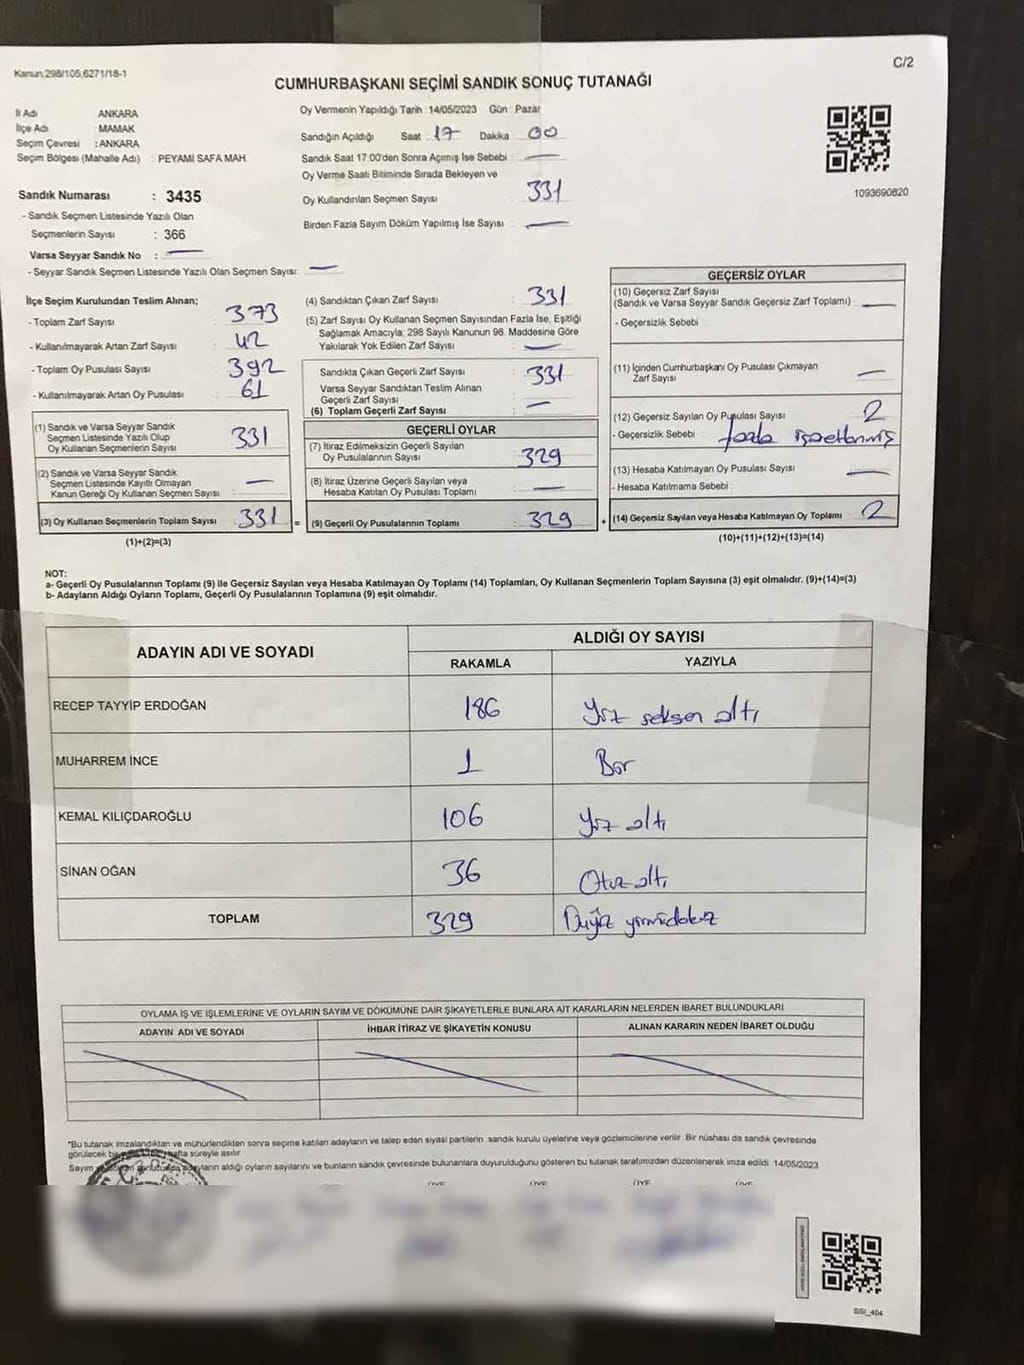 Kanun,298/105,6271/18-1
C/2
CUMHURBAŞKANI SEÇİMİ SANDIK SONUÇ TUTANAĞI
İl Adı ANKARA
İlçe Adı : MAMAK
Seçim Çevresi : ANKARA
Seçim Bölgesi (Mahalle Adı) : PEYAMİ SAFA MAH.
Oy Vermenin Yapıldığı Tarih : 14/05/2023 Gün : Pazar
Sandığın Açıldığı Saat : 17 Dakika : 00
Sandık Saat 17:00'den Sonra Açımış İse Sebebi : —
Oy Verme Saati Bitiminde Sırada Bekleyen ve
Oy Kullandırılan Seçmen Sayısı : 331
Birden Fazla Sayım Döküm Yapılmış İse Sayısı : —
1093690820
Sandık Numarası : 3435
- Sandık Seçmen Listesinde Yazılı Olan
Seçmenlerin Sayısı : 366
Varsa Seyyar Sandık No : —
- Seyyar Sandık Seçmen Listesinde Yazılı Olan Seçmen Sayısı: —
İlçe Seçim Kurulundan Teslim Alınan;
- Toplam Zarf Sayısı : 373
- Kullanılmayarak Artan Zarf Sayısı : 42
- Toplam Oy Pusulası Sayısı : 392
- Kullanılmayarak Artan Oy Pusulası : 61
(1) Sandık ve Varsa Seyyar Sandık
Seçmen Listesinde Yazılı Olup
Oy Kullanan Seçmenlerin Sayısı : 331
(2) Sandık ve Varsa Seyyar Sandık
Seçmen Listesinde Kayıtlı Olmayan
Kanun Gereği Oy Kullanan Seçmen Sayısı : —
(3) Oy Kullanan Seçmenlerin Toplam Sayısı : 331
(1)+(2)=(3)
(4) Sandıktan Çıkan Zarf Sayısı : 331
(5) Zarf Sayısı Oy Kullanan Seçmen Sayısından Fazla İse, Eşitliği
Sağlamak Amacıyla; 298 Sayılı Kanunun 98. Maddesine Göre
Yakılarak Yok Edilen Zarf Sayısı : —
Sandıkta Çıkan Geçerli Zarf Sayısı : 331
Varsa Seyyar Sandıktan Teslim Alınan
Geçerli Zarf Sayısı : —
(6) Toplam Geçerli Zarf Sayısı
GEÇERLİ OYLAR
(7) İtiraz Edilmeksizin Geçerli Sayılan
Oy Pusulalarının Sayısı : 329
(8) İtiraz Üzerine Geçerli Sayılan veya
Hesaba Katılan Oy Pusulası Toplamı : —
= (9) Geçerli Oy Pusulalarının Toplamı : 329
GEÇERSİZ OYLAR
(10) Geçersiz Zarf Sayısı
(Sandık ve Varsa Seyyar Sandık Geçersiz Zarf Toplamı) : —
- Geçersizlik Sebebi :
(11) İçinden Cumhurbaşkanı Oy Pusulası Çıkmayan
Zarf Sayısı : —
(12) Geçersiz Sayılan Oy Pusulası Sayısı : 2
- Geçersizlik Sebebi : fazla işaretlenmiş
(13) Hesaba Katılmayan Oy Pusulası Sayısı : —
- Hesaba Katılmama Sebebi :
+ (14) Geçersiz Sayılan veya Hesaba Katılmayan Oy Toplamı : 2
(10)+(11)+(12)+(13)=(14)
NOT:
a- Geçerli Oy Pusulalarının Toplamı (9) ile Geçersiz Sayılan veya Hesaba Katılmayan Oy Toplamı (14) Toplamları, Oy Kullanan Seçmenlerin Toplam Sayısına (3) eşit olmalıdır. (9)+(14)=(3)
b- Adayların Aldığı Oyların Toplamı, Geçerli Oy Pusulalarının Toplamına (9) eşit olmalıdır.
ADAYIN ADI VE SOYADI
ALDIĞI OY SAYISI
RAKAMLA YAZIYLA
RECEP TAYYİP ERDOĞAN 186 Yüz seksen altı
MUHARREM İNCE 1 Bir
KEMAL KILIÇDAROĞLU 106 Yüz altı
SİNAN OĞAN 36 Otuz altı
TOPLAM 329 Üçyüz yirmidokuz
OYLAMA İŞ VE İŞLEMLERİNE VE OYLARIN SAYIM VE DÖKÜMÜNE DAİR ŞİKAYETLERLE BUNLARA AİT KARARLARIN NELERDEN İBARET BULUNDUKLARI
ADAYIN ADI VE SOYADI İHBAR İTİRAZ VE ŞİKAYETİN KONUSU ALINAN KARARIN NEDEN İBARET OLDUĞU
*Bu tutanak imzalandıktan ve mühürlendikten sonra seçime katılan adayların ve talep eden siyasi partilerin sandık kurulu üyelerine veya gözlemcilerine verilir. Bir nüshası da sandık çevresinde
görülecek bir hafta süreyle asılır.
Sayım adayların aldığı oyların sayılarını ve bunların sandık çevresinde bulunanlara duyurulduğunu gösteren bu tutanak tarafımızdan düzenlenerek imza edildi. 14/05/2023
ÜYE ÜYE ÜYE ÜYE
SSI_404